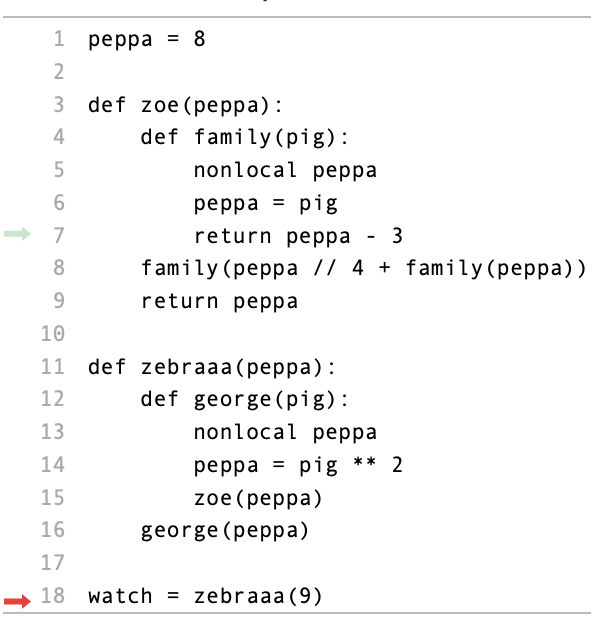 1 peppa = 8
2
3 def zoe(peppa):
4     def family(pig):
5         nonlocal peppa
6         peppa = pig
7         return peppa - 3
8     family(peppa // 4 + family(peppa))
9     return peppa
10
11 def zebraaa(peppa):
12     def george(pig):
13         nonlocal peppa
14         peppa = pig ** 2
15         zoe(peppa)
16     george(peppa)
17
18 watch = zebraaa(9)